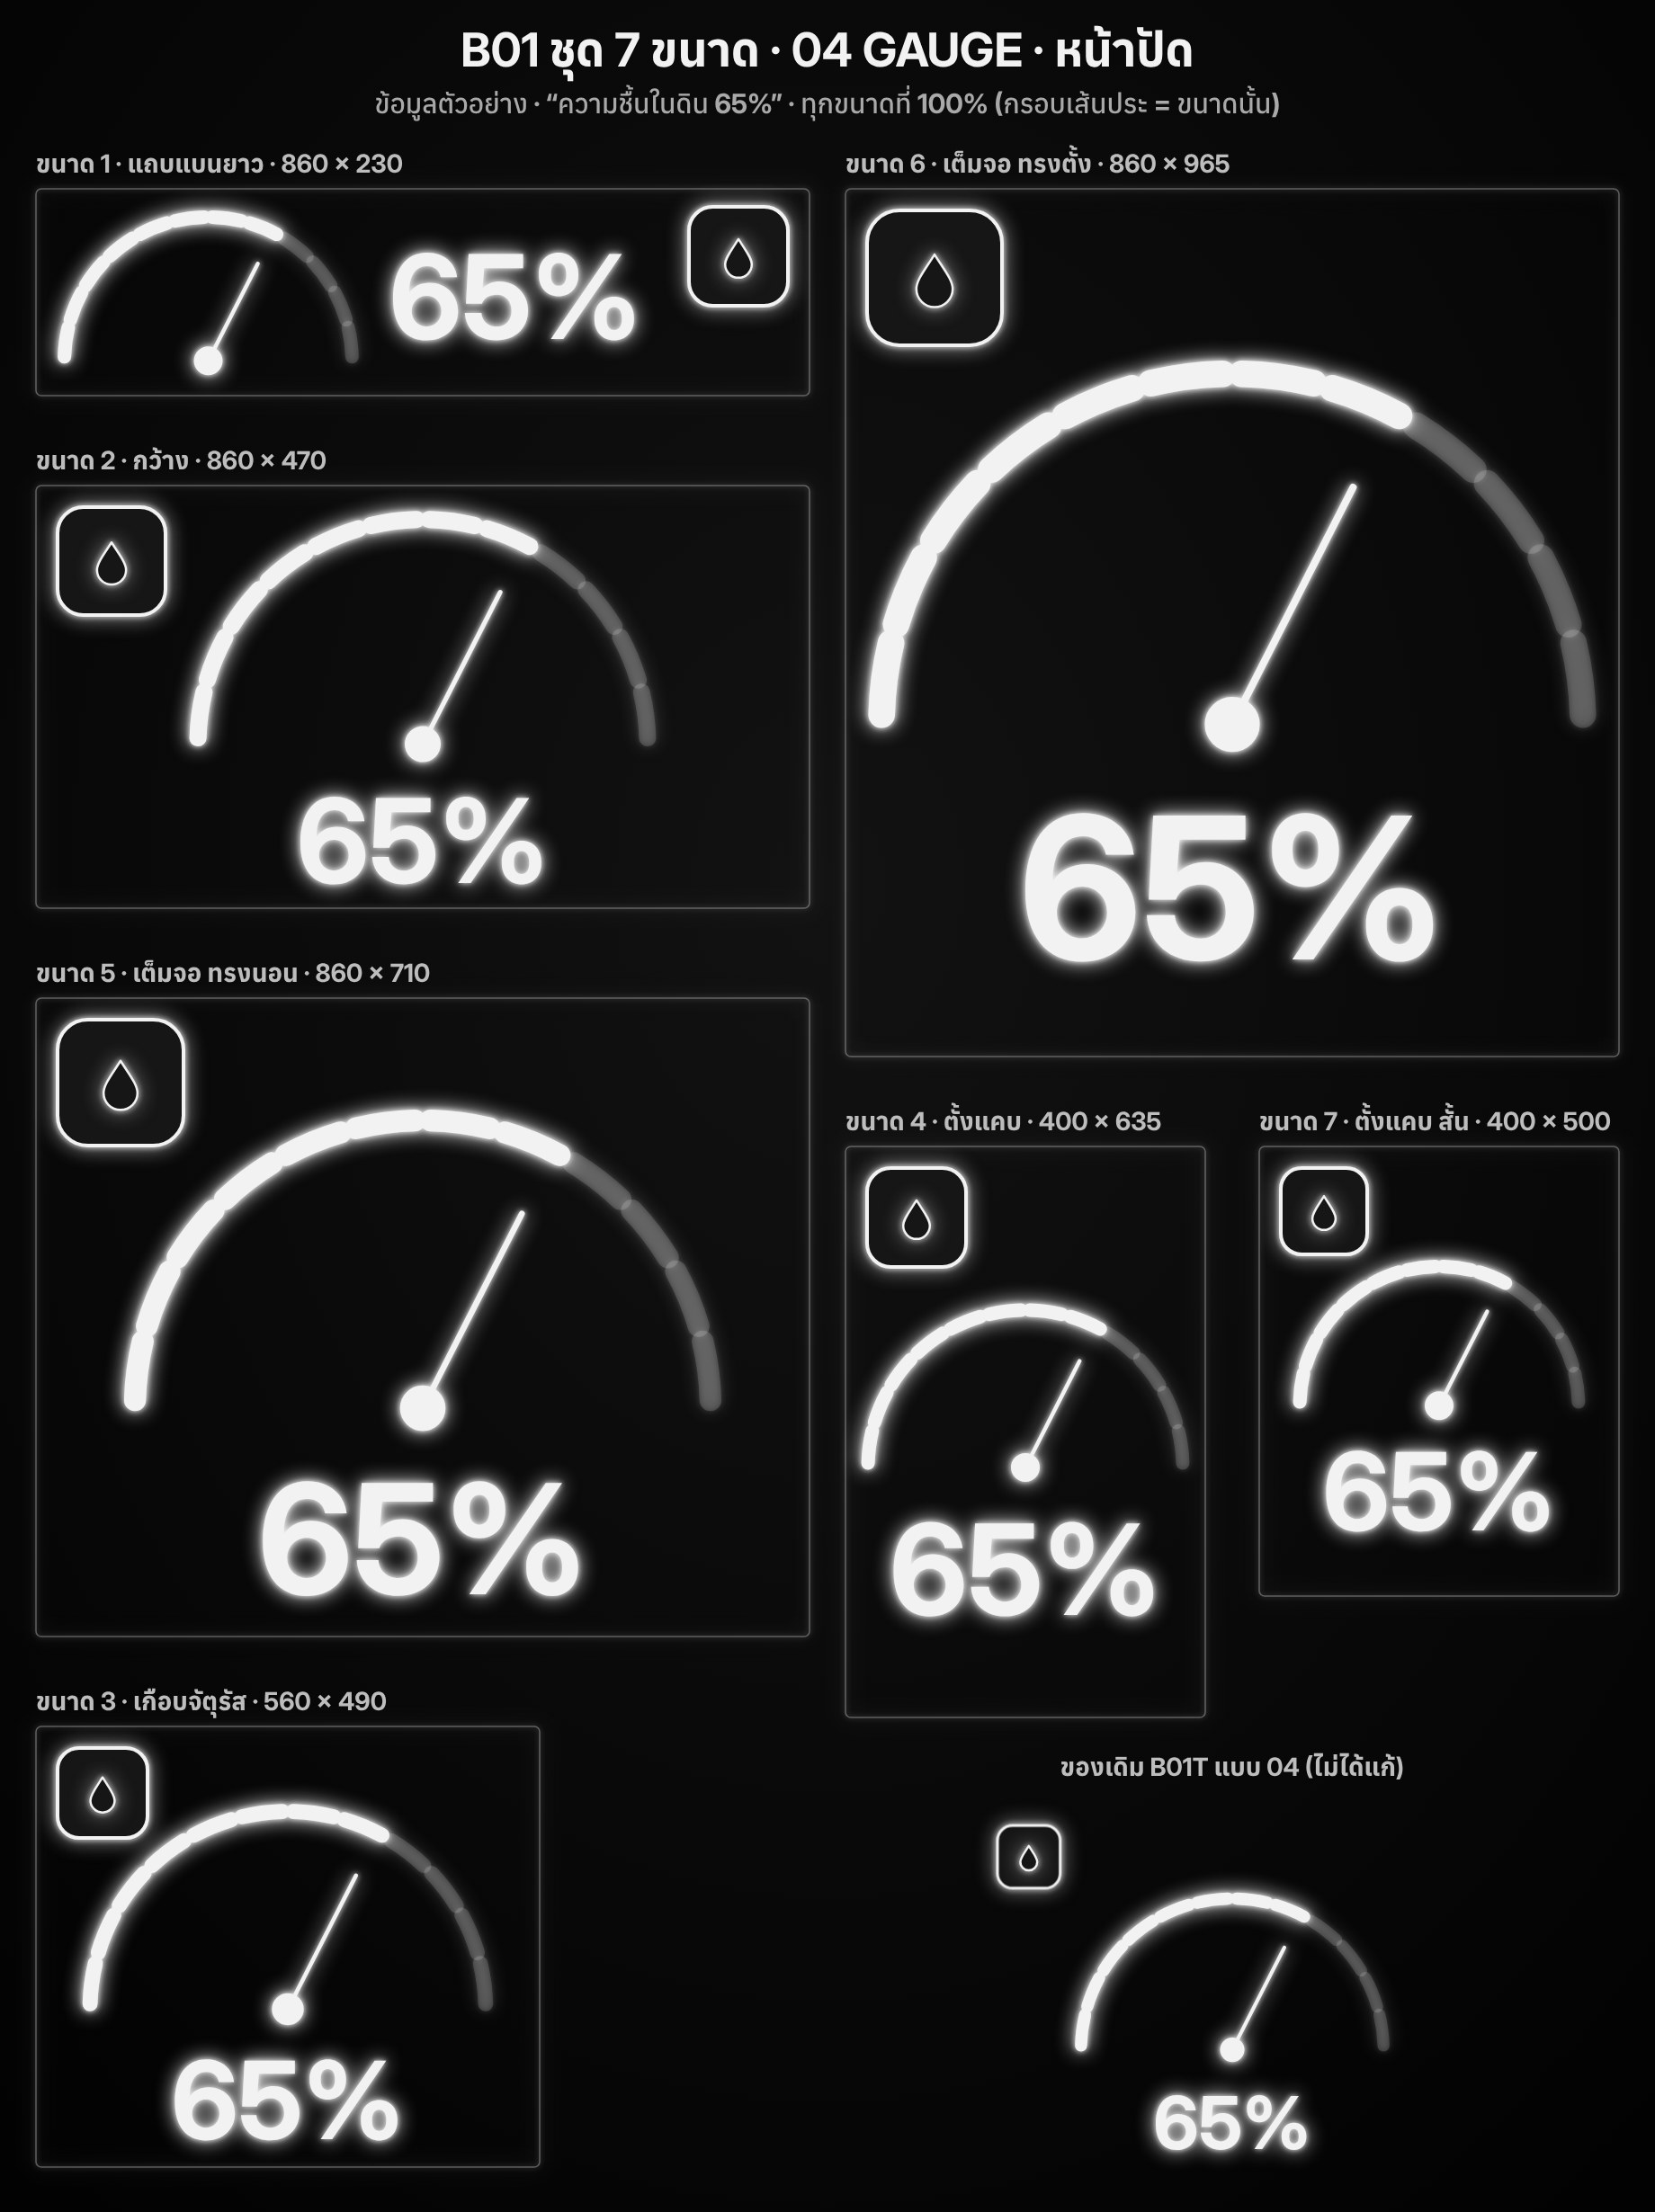 B01 ชุด 7 ขนาด · 04 GAUGE · หน้าปัด
ข้อมูลตัวอย่าง · “ความชื้นในดิน 65%” · ทุกขนาดที่ 100% (กรอบเส้นประ = ขนาดนั้น)
ขนาด 1 · แถบแบนยาว · 860 × 230
65%
ขนาด 2 · กว้าง · 860 × 470
65%
ขนาด 5 · เต็มจอ ทรงนอน · 860 × 710
65%
ขนาด 3 · เกือบจัตุรัส · 560 × 490
65%
ขนาด 6 · เต็มจอ ทรงตั้ง · 860 × 965
65%
ขนาด 4 · ตั้งแคบ · 400 × 635
65%
ขนาด 7 · ตั้งแคบ สั้น · 400 × 500
65%
ของเดิม B01T แบบ 04 (ไม่ได้แก้)
65%